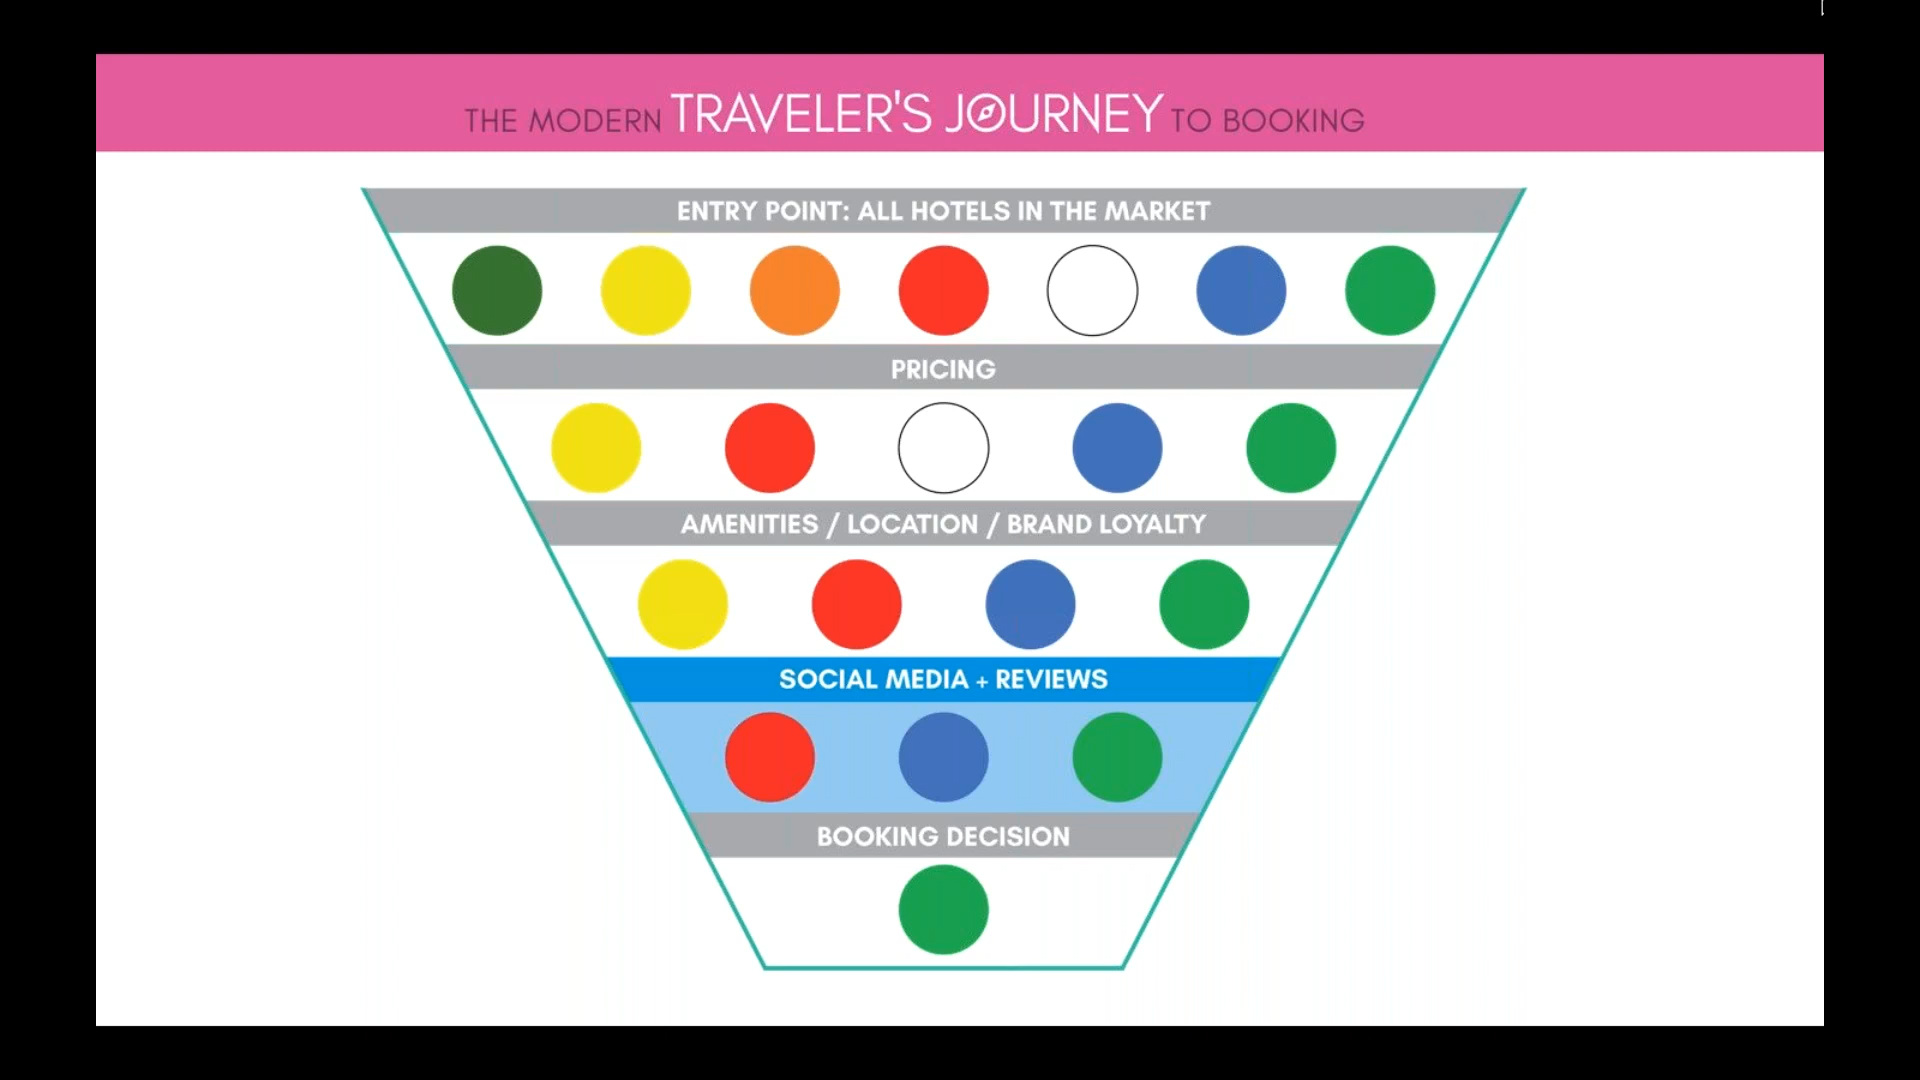 THE MODERN TRAVELER'S JOURNEY TO BOOKING
ENTRY POINT: ALL HOTELS IN THE MARKET
PRICING
AMENITIES / LOCATION / BRAND LOYALTY
SOCIAL MEDIA + REVIEWS
BOOKING DECISION